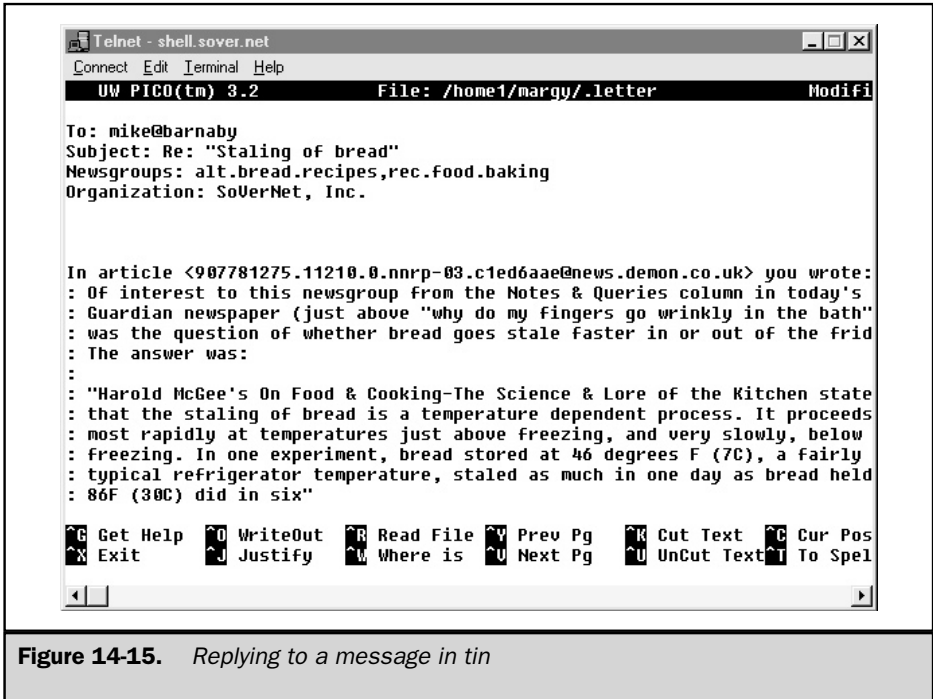 Telnet - shell.sover.net
Connect Edit Terminal Help
UW PICO(tm) 3.2 File: /home1/margy/.letter Modifi
To: mike@barnaby
Subject: Re: "Staling of bread"
Newsgroups: alt.bread.recipes,rec.food.baking
Organization: SoVerNet, Inc.
In article <907781275.11210.0.nnrp-03.c1ed6aae@news.demon.co.uk> you wrote:
: Of interest to this newsgroup from the Notes & Queries column in today's
: Guardian newspaper (just above "why do my fingers go wrinkly in the bath"
: was the question of whether bread goes stale faster in or out of the frid
: The answer was:
:
: "Harold McGee's On Food & Cooking-The Science & Lore of the Kitchen state
: that the staling of bread is a temperature dependent process. It proceeds
: most rapidly at temperatures just above freezing, and very slowly, below
: freezing. In one experiment, bread stored at 46 degrees F (7C), a fairly
: typical refrigerator temperature, staled as much in one day as bread held
: 86F (30C) did in six"
^G Get Help ^O WriteOut ^R Read File ^Y Prev Pg ^K Cut Text ^C Cur Pos
^X Exit ^J Justify ^W Where is ^V Next Pg ^U UnCut Text ^T To Spel
Figure 14-15. Replying to a message in tin